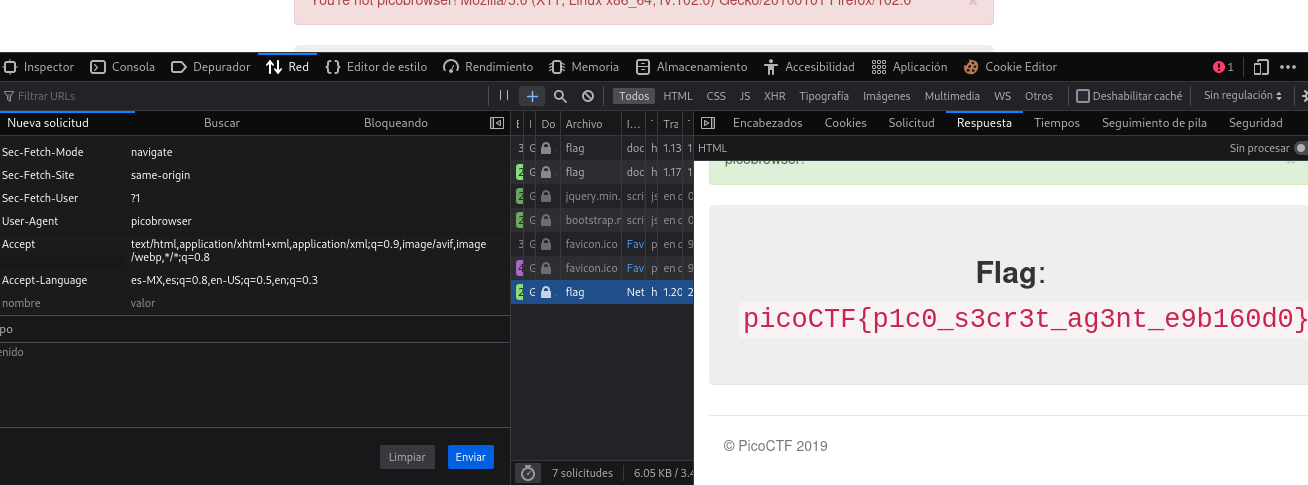 You're not picobrowser! Mozilla/5.0 (X11; Linux x86_64; rv:102.0) Gecko/20100101 Firefox/102.0 ×
Inspector Consola Depurador Red Editor de estilo Rendimiento Memoria Almacenamiento Accesibilidad Aplicación Cookie Editor 1
Filtrar URLs Todos HTML CSS JS XHR Tipografía Imágenes Multimedia WS Otros Deshabilitar caché Sin regulación
Nueva solicitud Buscar Bloqueando
Sec-Fetch-Mode navigate
Sec-Fetch-Site same-origin
Sec-Fetch-User ?1
User-Agent picobrowser
Accept text/html,application/xhtml+xml,application/xml;q=0.9,image/avif,image
/webp,*/*;q=0.8
Accept-Language es-MX,es;q=0.8,en-US;q=0.5,en;q=0.3
nombre valor
po
enido
Limpiar Enviar
Do Archivo I... Tra
3 G flag doc h 1.13 1
2 G flag doc h 1.17 1
2 G jquery.min. scri js en c 0
2 G bootstrap.r scri js en c 0
3 G favicon.ico Fav p en c 9
4 G favicon.ico Fav p en c 9
2 G flag Net h 1.20 2
7 solicitudes 6.05 KB / 3.4
Encabezados Cookies Solicitud Respuesta Tiempos Seguimiento de pila Seguridad
HTML Sin procesar
picobrowser!
Flag:
picoCTF{p1c0_s3cr3t_ag3nt_e9b160d0}
© PicoCTF 2019